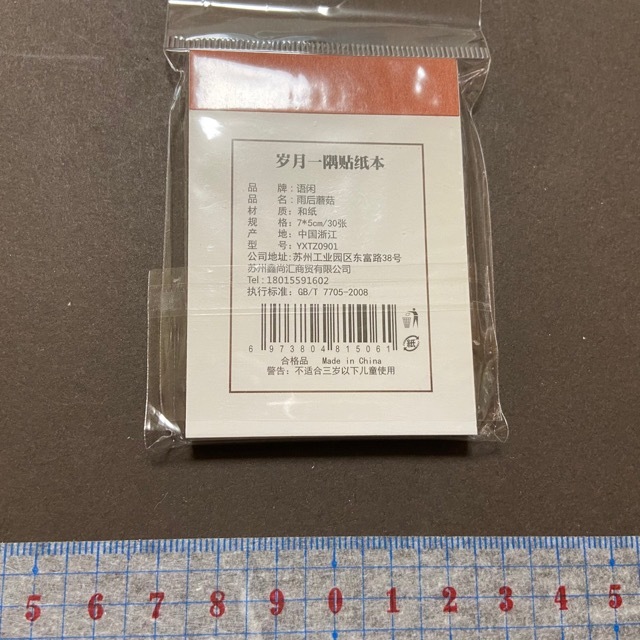 岁月一隅贴纸本
品　牌：语闲
品　名：雨后蘑菇
材　质：和纸
规　格：7*5cm/30张
产　地：中国浙江
型　号：YXTZ0901
公司地址：苏州工业园区东富路38号
苏州鑫尚汇商贸有限公司
Tel：18015591602
执行标准：GB/T 7705-2008
6 973804 815061
紙
合格品 Made in China
警告：不适合三岁以下儿童使用
5 6 7 8 9 0 1 2 3 4 5